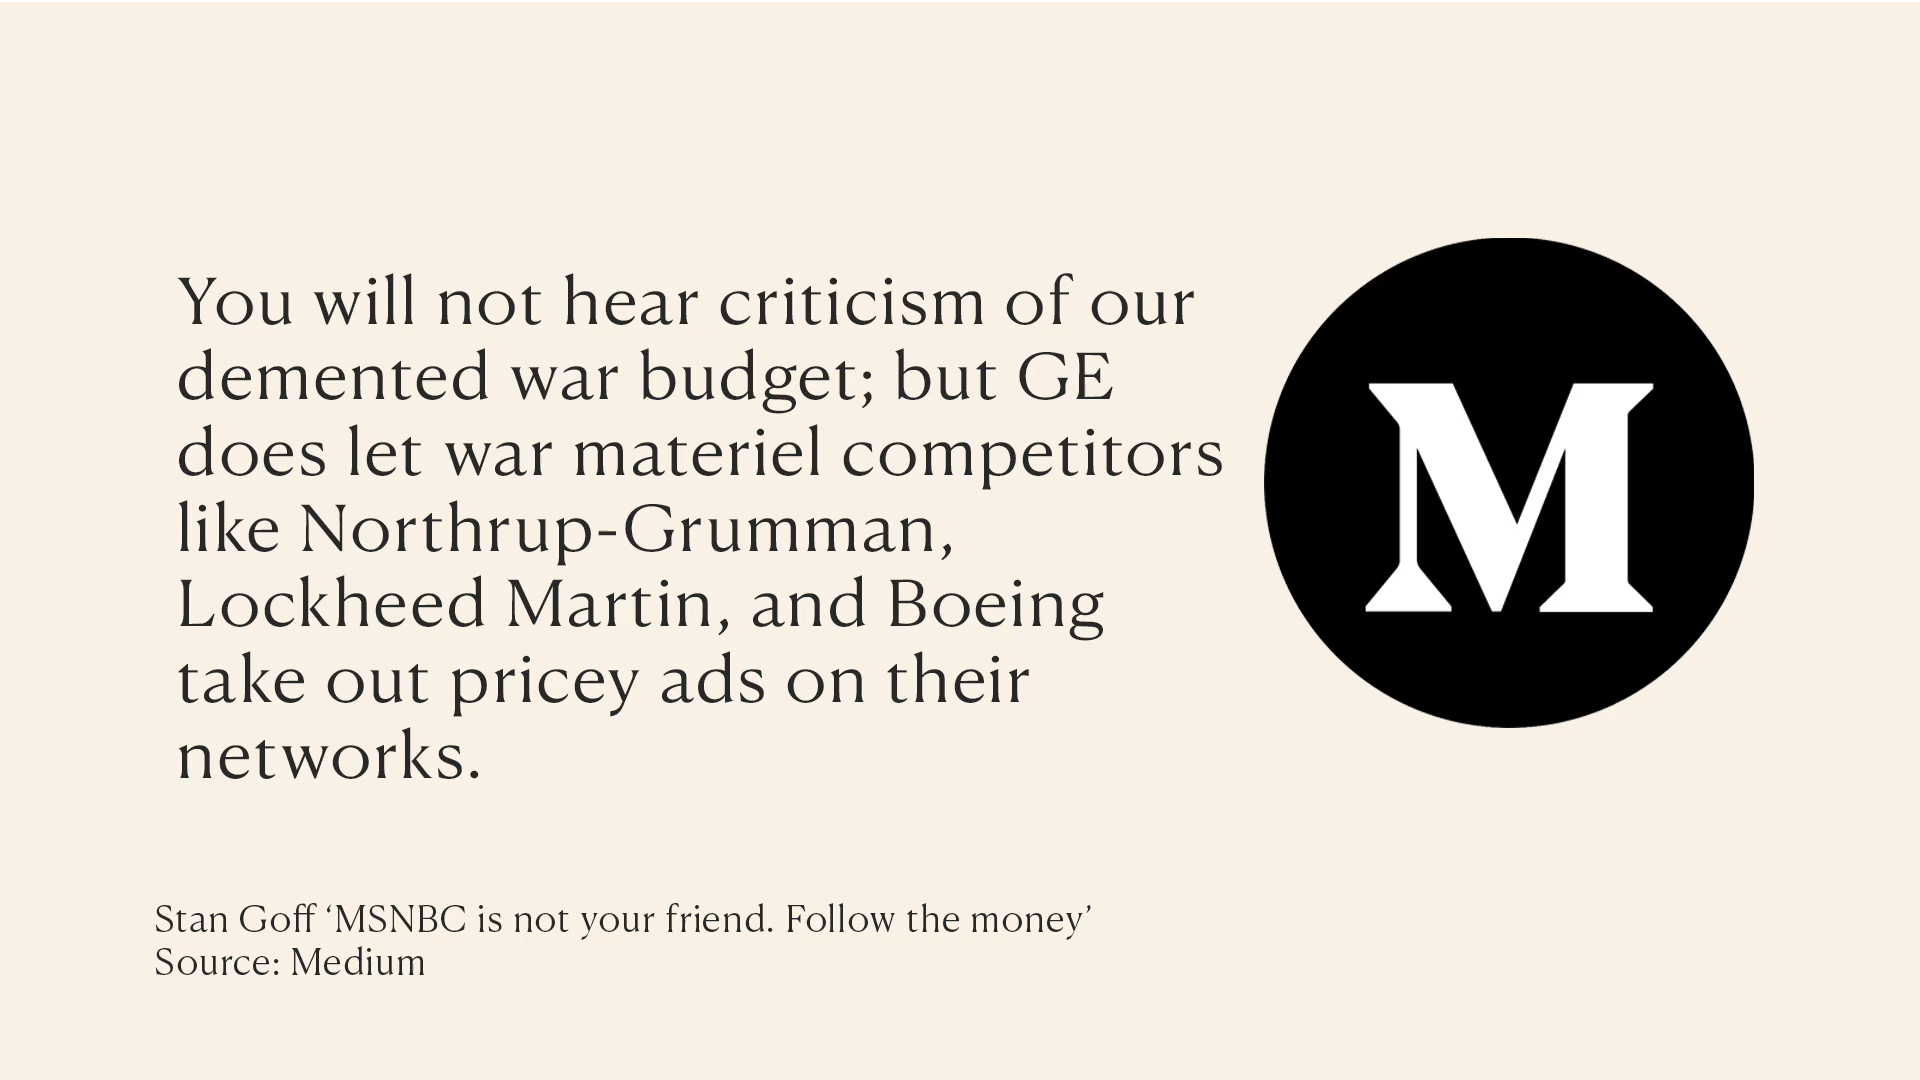 You will not hear criticism of our
demented war budget; but GE
does let war materiel competitors
like Northrup-Grumman,
Lockheed Martin, and Boeing
take out pricey ads on their
networks.
M
Stan Goff ‘MSNBC is not your friend. Follow the money’
Source: Medium